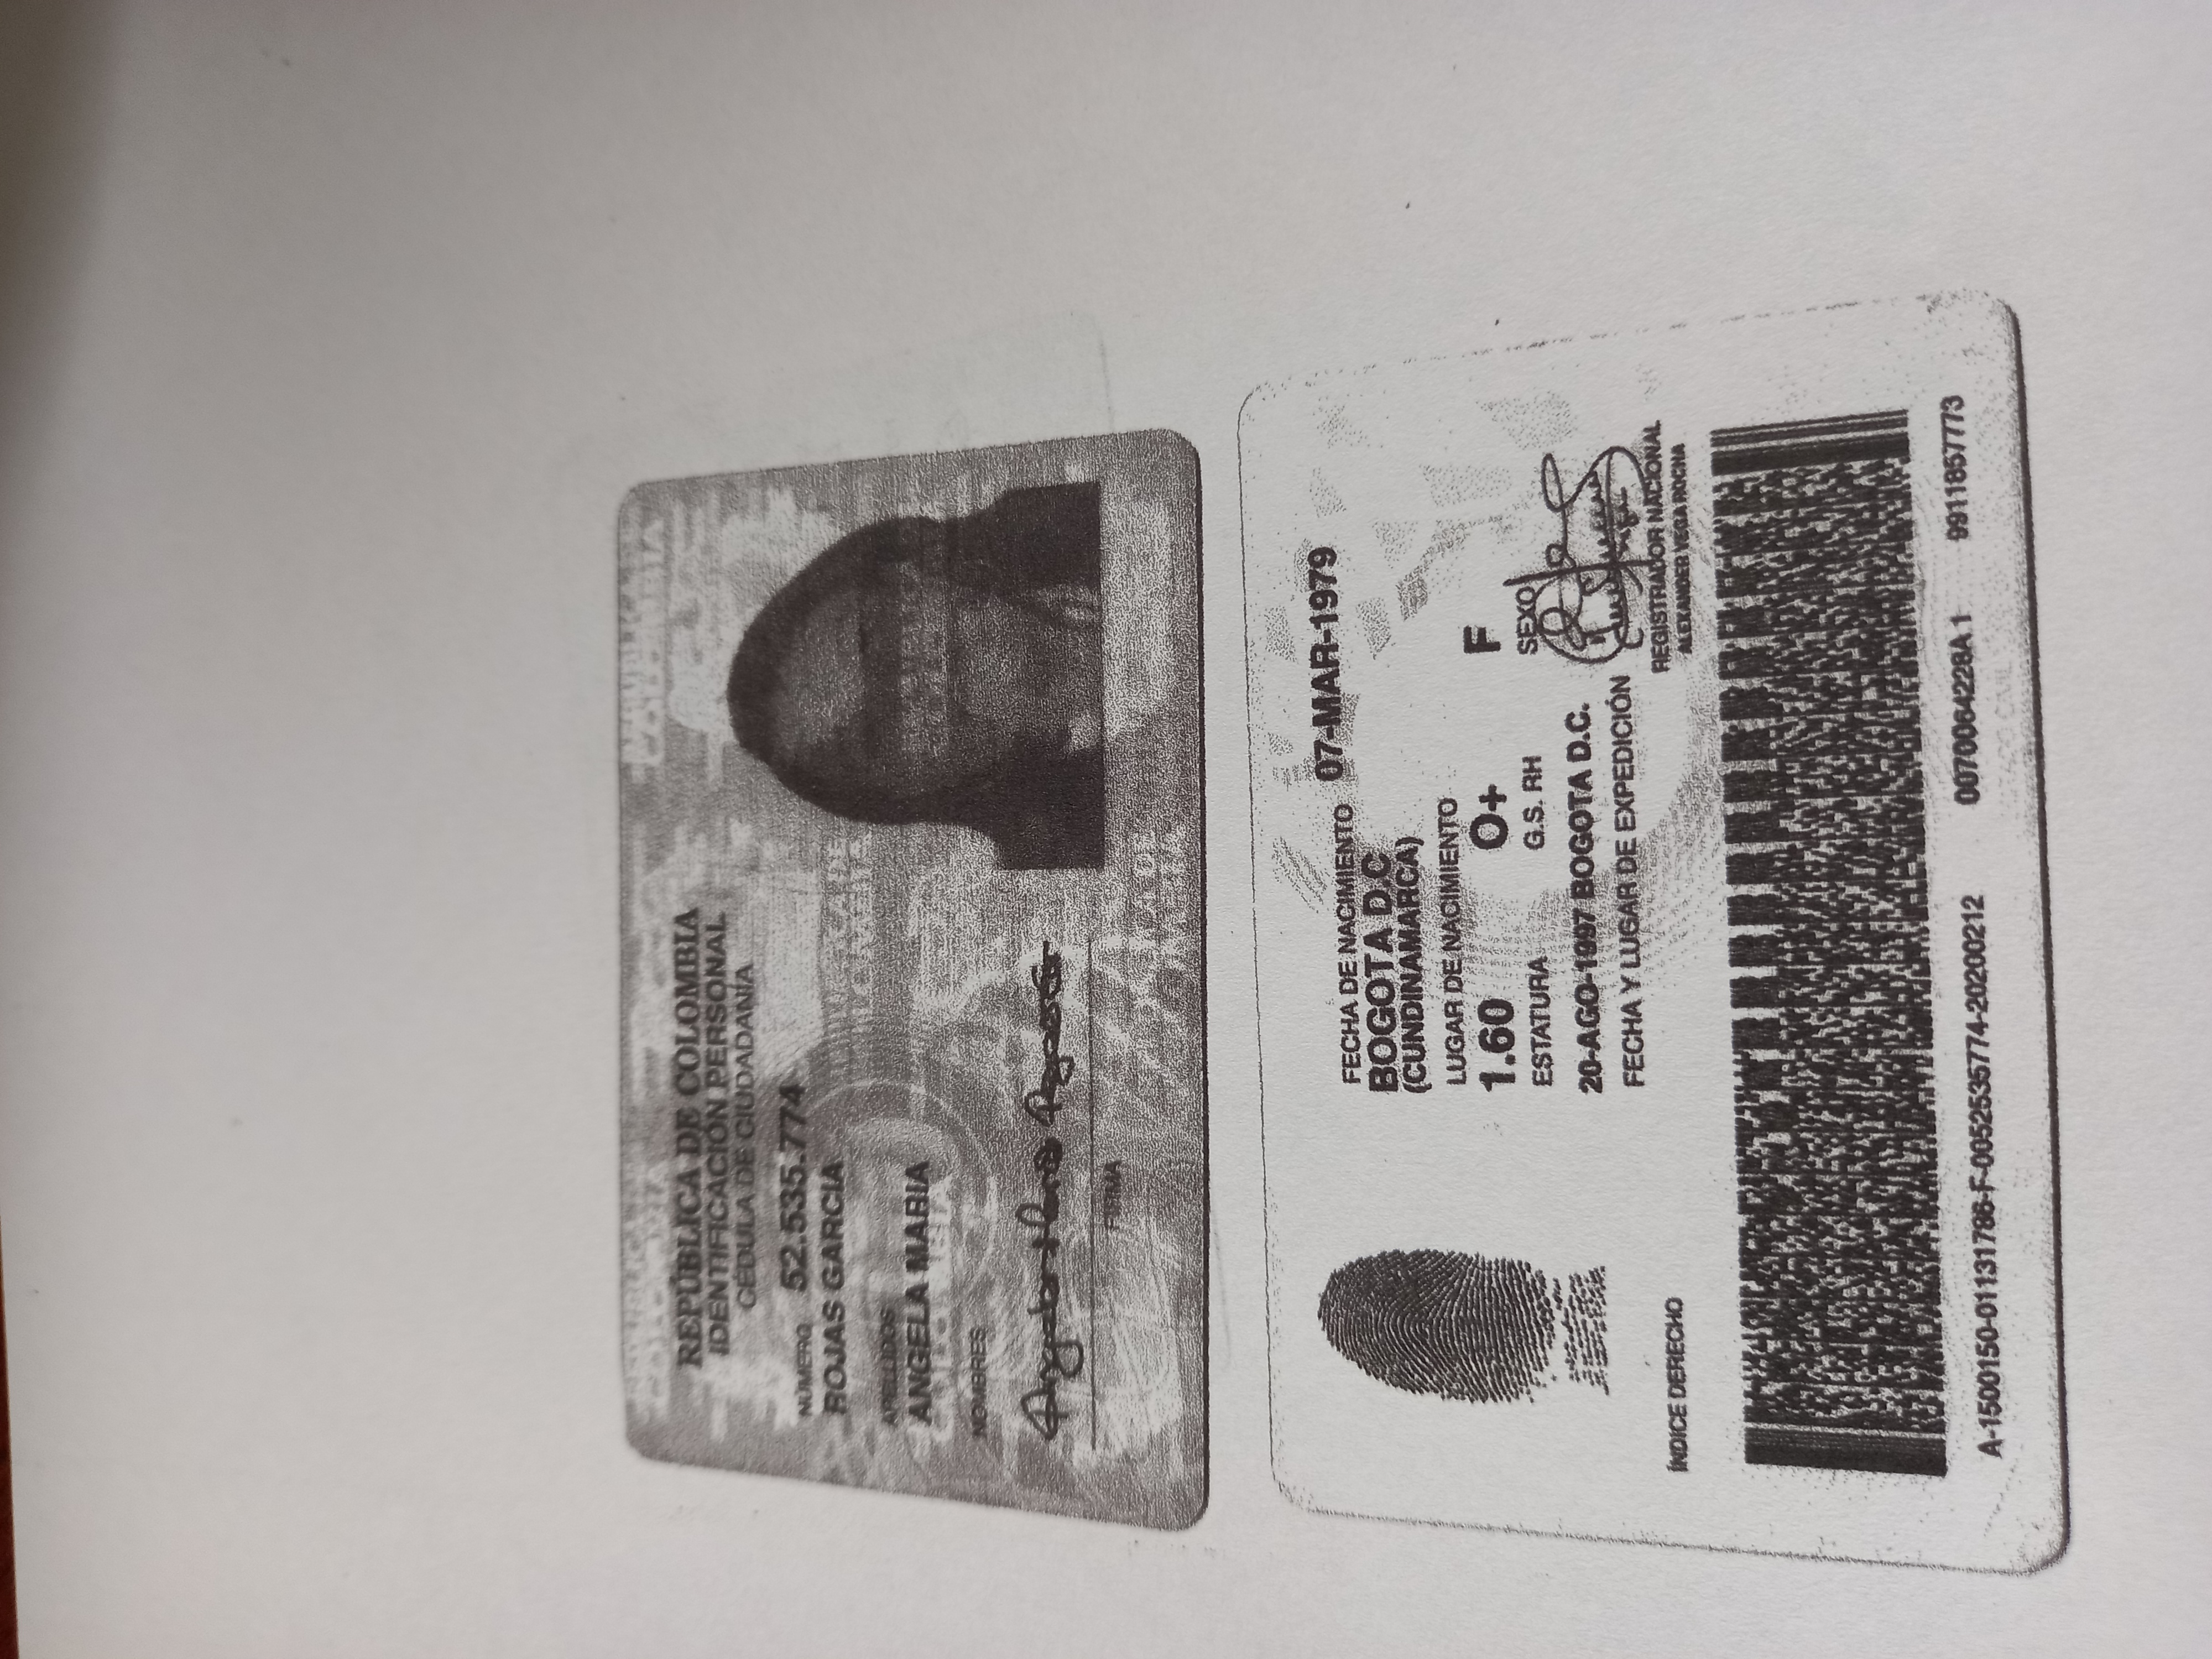 REPÚBLICA DE COLOMBIA
IDENTIFICACIÓN PERSONAL
CÉDULA DE CIUDADANÍA
NÚMERO 52.535.774
ROJAS GARCIA
APELLIDOS
ANGELA MARIA
NOMBRES
FIRMA
FECHA DE NACIMIENTO 07-MAR-1979
BOGOTA D.C
(CUNDINAMARCA)
LUGAR DE NACIMIENTO
1.60 O+ F
ESTATURA G.S. RH SEXO
20-AGO-1997 BOGOTA D.C.
FECHA Y LUGAR DE EXPEDICIÓN
REGISTRADOR NACIONAL
ALEXANDER VEGA ROCHA
ÍNDICE DERECHO
A-1500150-01131786-F-0052535774-20200212 0070064228A 1 9911857773